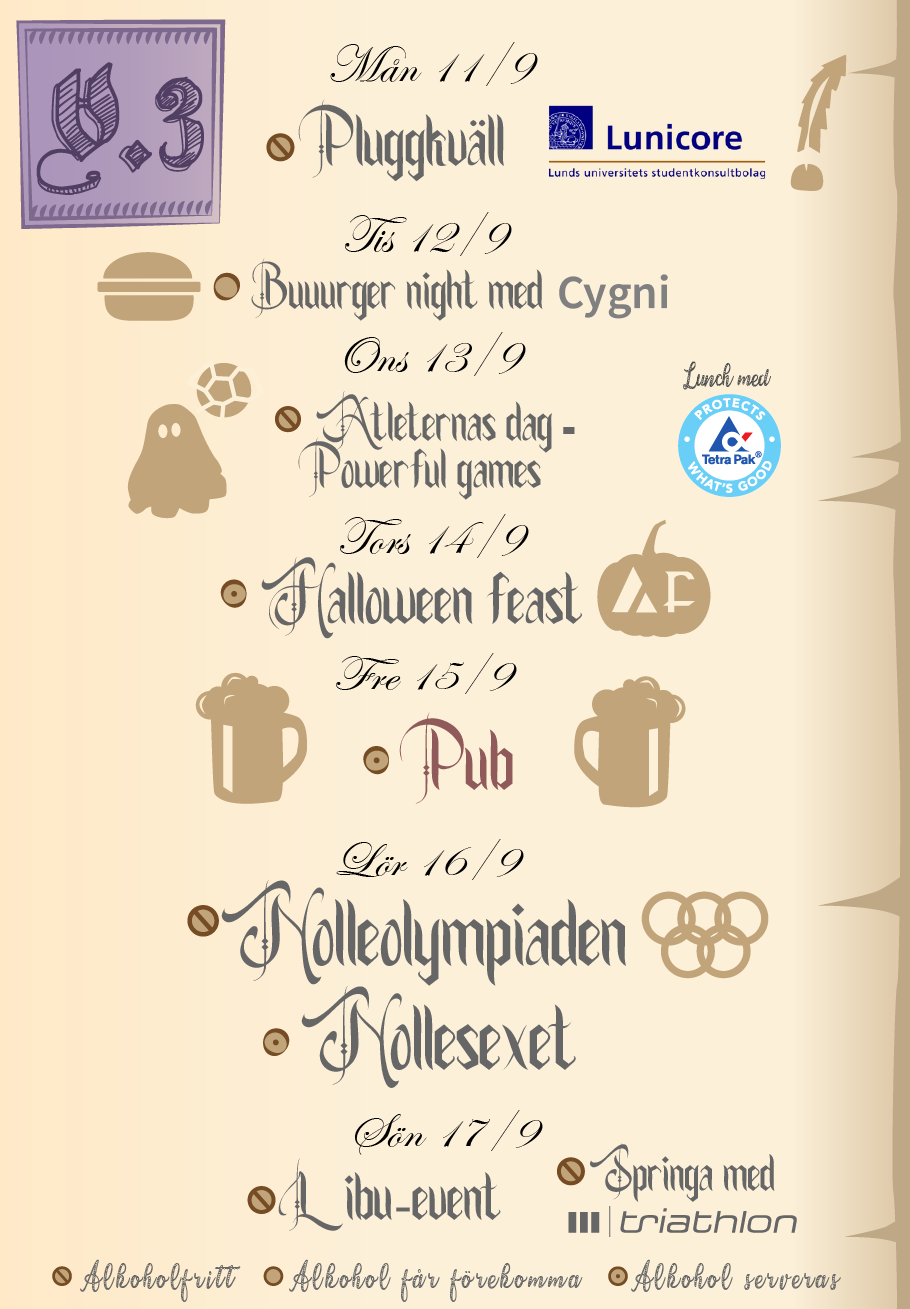 V.3
Mån 11/9
Pluggkväll
Lunicore
Lunds universitets studentkonsultbolag
Tis 12/9
Buuurger night med Cygni
Ons 13/9
Lunch med
Atleternas dag -
Powerful games
PROTECTS
Tetra Pak®
WHAT'S GOOD
Tors 14/9
Halloween feast
AF
Fre 15/9
Pub
Lör 16/9
Nolleolympiaden
Nollesexet
Sön 17/9
Libu-event
Springa med
triathlon
Alkoholfritt
Alkohol får förekomma
Alkohol serveras